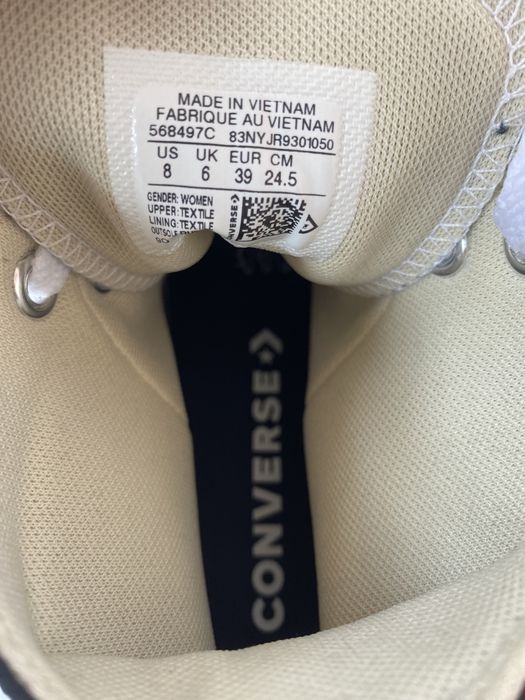 MADE IN VIETNAM
FABRIQUE AU VIETNAM
568497C 83NYJR9301050
US UK EUR CM
8 6 39 24.5
GENDER: WOMEN
UPPER: TEXTILE
LINING: TEXTILE
CONVERSE
CONVERSE